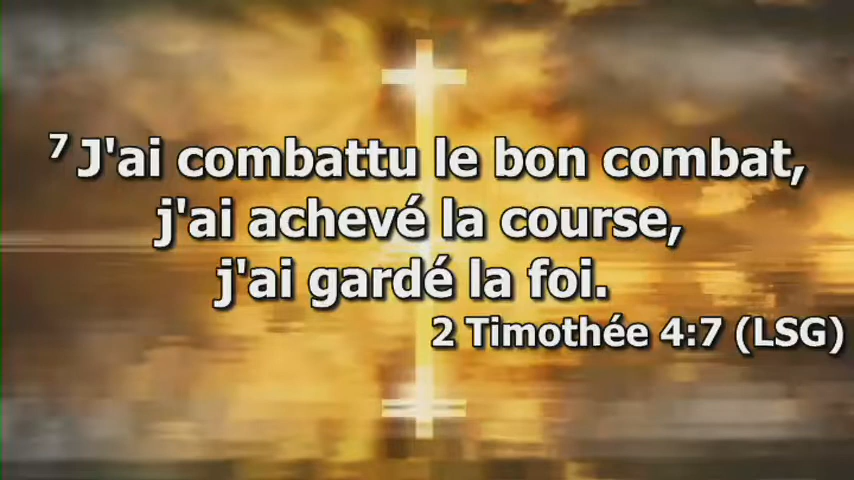 7 J'ai combattu le bon combat,
j'ai achevé la course,
j'ai gardé la foi.
2 Timothée 4:7 (LSG)